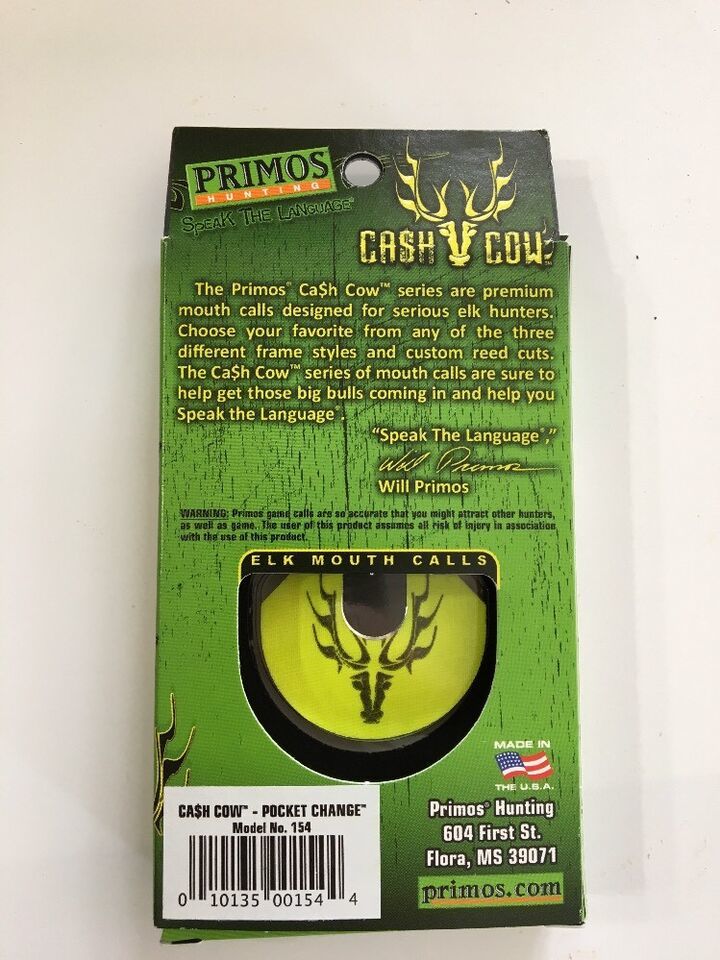 PRIMOS
HUNTING
SPEAK THE LANGUAGE®
CA$H COW™
The Primos® Ca$h Cow™ series are premium
mouth calls designed for serious elk hunters.
Choose your favorite from any of the three
different frame styles and custom reed cuts.
The Ca$h Cow™ series of mouth calls are sure to
help get those big bulls coming in and help you
Speak the Language®.
“Speak The Language®,”
Will Primos
Will Primos
WARNING: Primos game calls are so accurate that you might attract other hunters,
as well as game. The user of this product assumes all risk of injury in association
with the use of this product.
ELK MOUTH CALLS
MADE IN
THE U.S.A.
CA$H COW™ - POCKET CHANGE™
Model No. 154
0 10135 00154 4
Primos® Hunting
604 First St.
Flora, MS 39071
primos.com